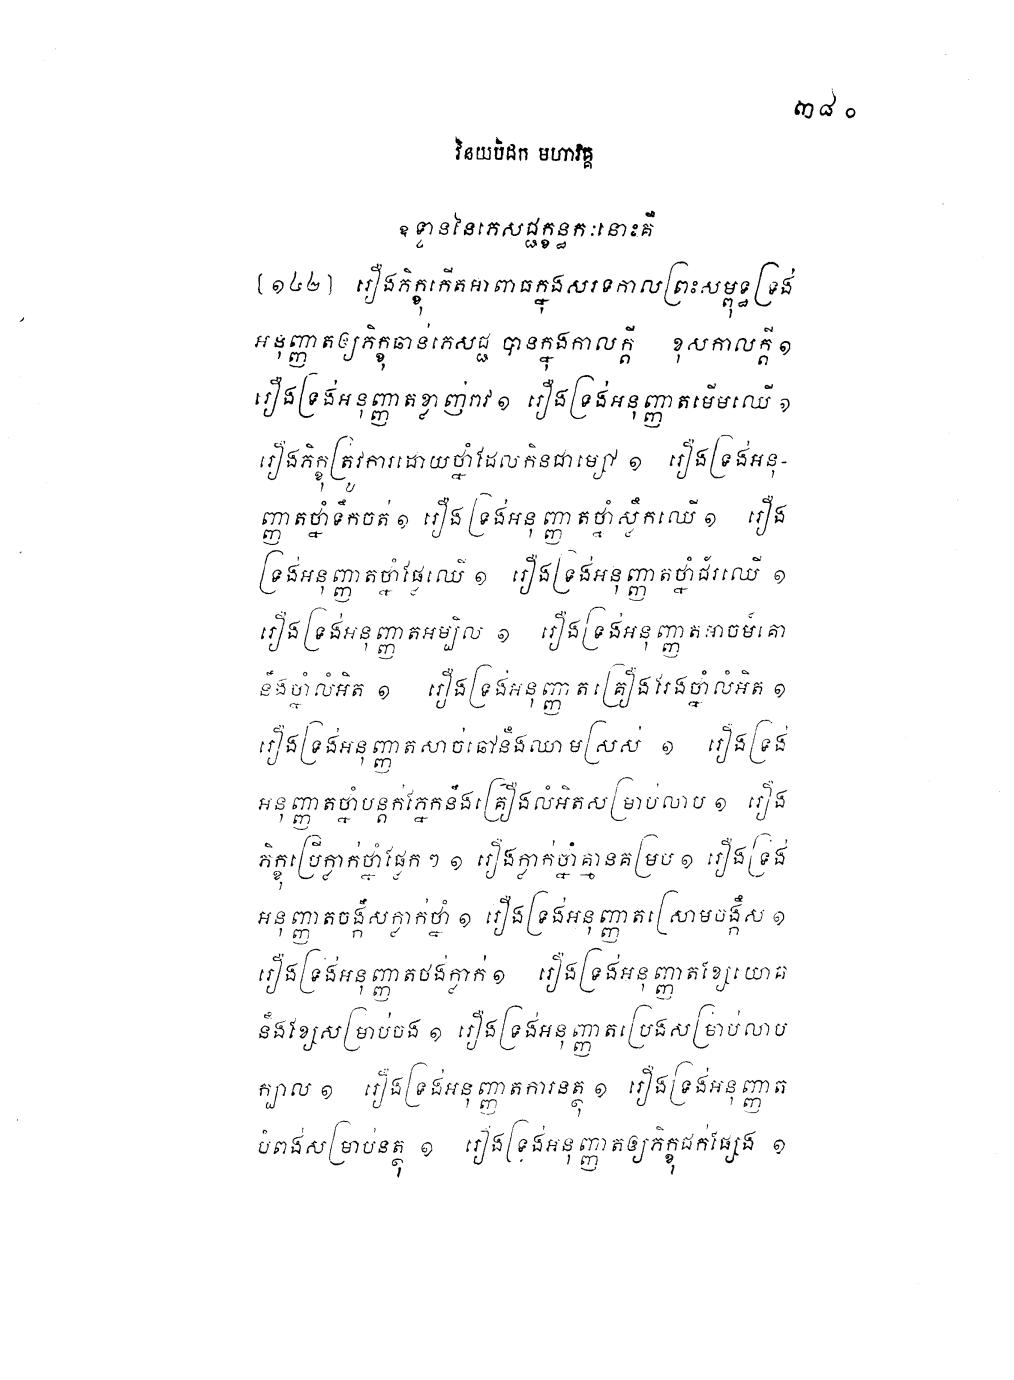 ៣៨០
វិនយបិដក មហាវគ្គ
ឧទ្ទាននៃភេសជ្ជក្ខន្ធកៈនោះគឺ
[១៤២] រឿងភិក្ខុកើតអាពាធក្នុងសរទកាលព្រះសម្ពុទ្ធទ្រង់
អនុញ្ញាតឲ្យភិក្ខុឆាន់ភេសជ្ជ បានក្នុងកាលក្តី ខុសកាលក្តី ១
រឿងទ្រង់អនុញ្ញាតខ្លាញ់រាវ ១ រឿងទ្រង់អនុញ្ញាតមើមឈើ ១
រឿងភិក្ខុត្រូវការដោយថ្នាំដែលកិនជាម្សៅ ១ រឿងទ្រង់អនុ-
ញ្ញាតថ្នាំទឹកចត់ ១ រឿងទ្រង់អនុញ្ញាតថ្នាំស្លឹកឈើ ១ រឿង
ទ្រង់អនុញ្ញាតថ្នាំផ្លែឈើ ១ រឿងទ្រង់អនុញ្ញាតថ្នាំជ័រឈើ ១
រឿងទ្រង់អនុញ្ញាតអម្បិល ១ រឿងទ្រង់អនុញ្ញាតអាចម៍គោ
នឹងថ្នាំលំអិត ១ រឿងទ្រង់អនុញ្ញាតគ្រឿងរែងថ្នាំលំអិត ១
រឿងទ្រង់អនុញ្ញាតសាច់ឆៅនឹងឈាមស្រស់ ១ រឿងទ្រង់
អនុញ្ញាតថ្នាំបន្តក់ភ្នែកនឹងគ្រឿងលំអិតសម្រាប់លាប ១ រឿង
ភិក្ខុប្រើក្លាក់ថ្នាំផ្សេក ៗ ១ រឿងក្លាក់ថ្នាំគ្មានគម្រប ១ រឿងទ្រង់
អនុញ្ញាតចង្កឹសក្លាក់ថ្នាំ ១ រឿងទ្រង់អនុញ្ញាតស្រោមចង្កឹស ១
រឿងទ្រង់អនុញ្ញាតថង់ក្លាក់ ១ រឿងទ្រង់អនុញ្ញាតខ្សែយោគ
នឹងខ្សែសម្រាប់ចង ១ រឿងទ្រង់អនុញ្ញាតប្រេងសម្រាប់លាប
ក្បាល ១ រឿងទ្រង់អនុញ្ញាតការនត្ថុ ១ រឿងទ្រង់អនុញ្ញាត
បំពង់សម្រាប់នត្ថុ ១ រឿងទ្រង់អនុញ្ញាតឲ្យភិក្ខុជក់ផ្សែង ១